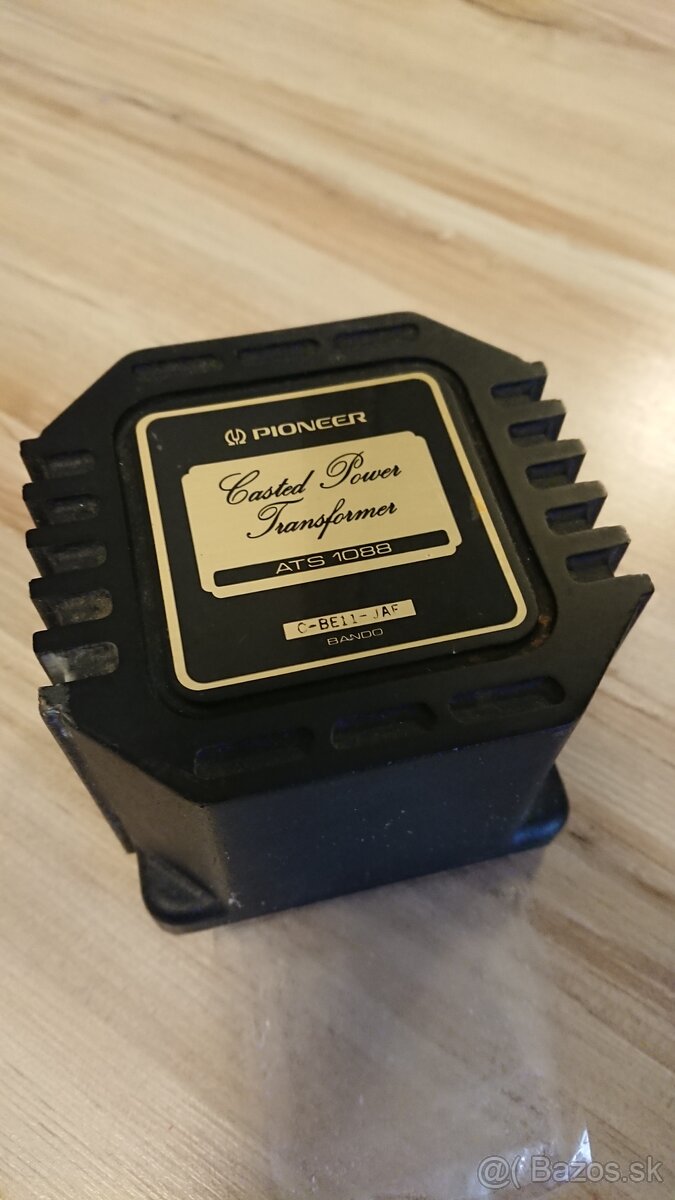 PIONEER
Casted Power
Transformer
ATS 1088
C-BE11-JAF
BANDO
@( Bazos.sk